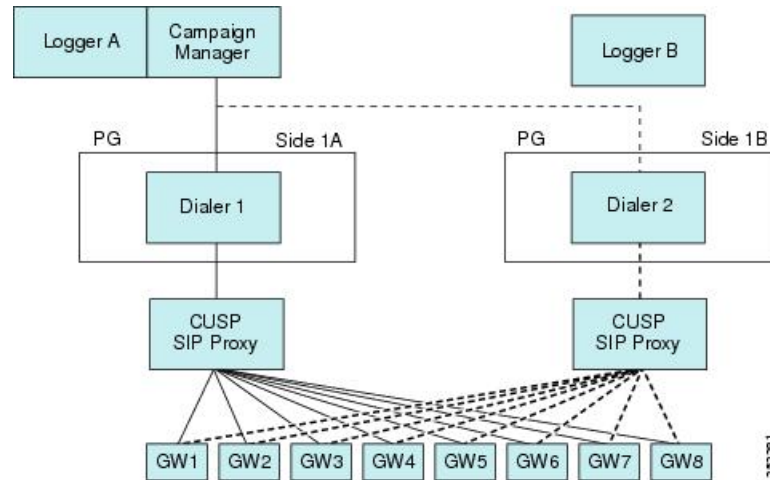 Logger A
Campaign
Manager
Logger B
PG
Side 1A
PG
Side 1B
Dialer 1
Dialer 2
CUSP
SIP Proxy
CUSP
SIP Proxy
GW1
GW2
GW3
GW4
GW5
GW6
GW7
GW8